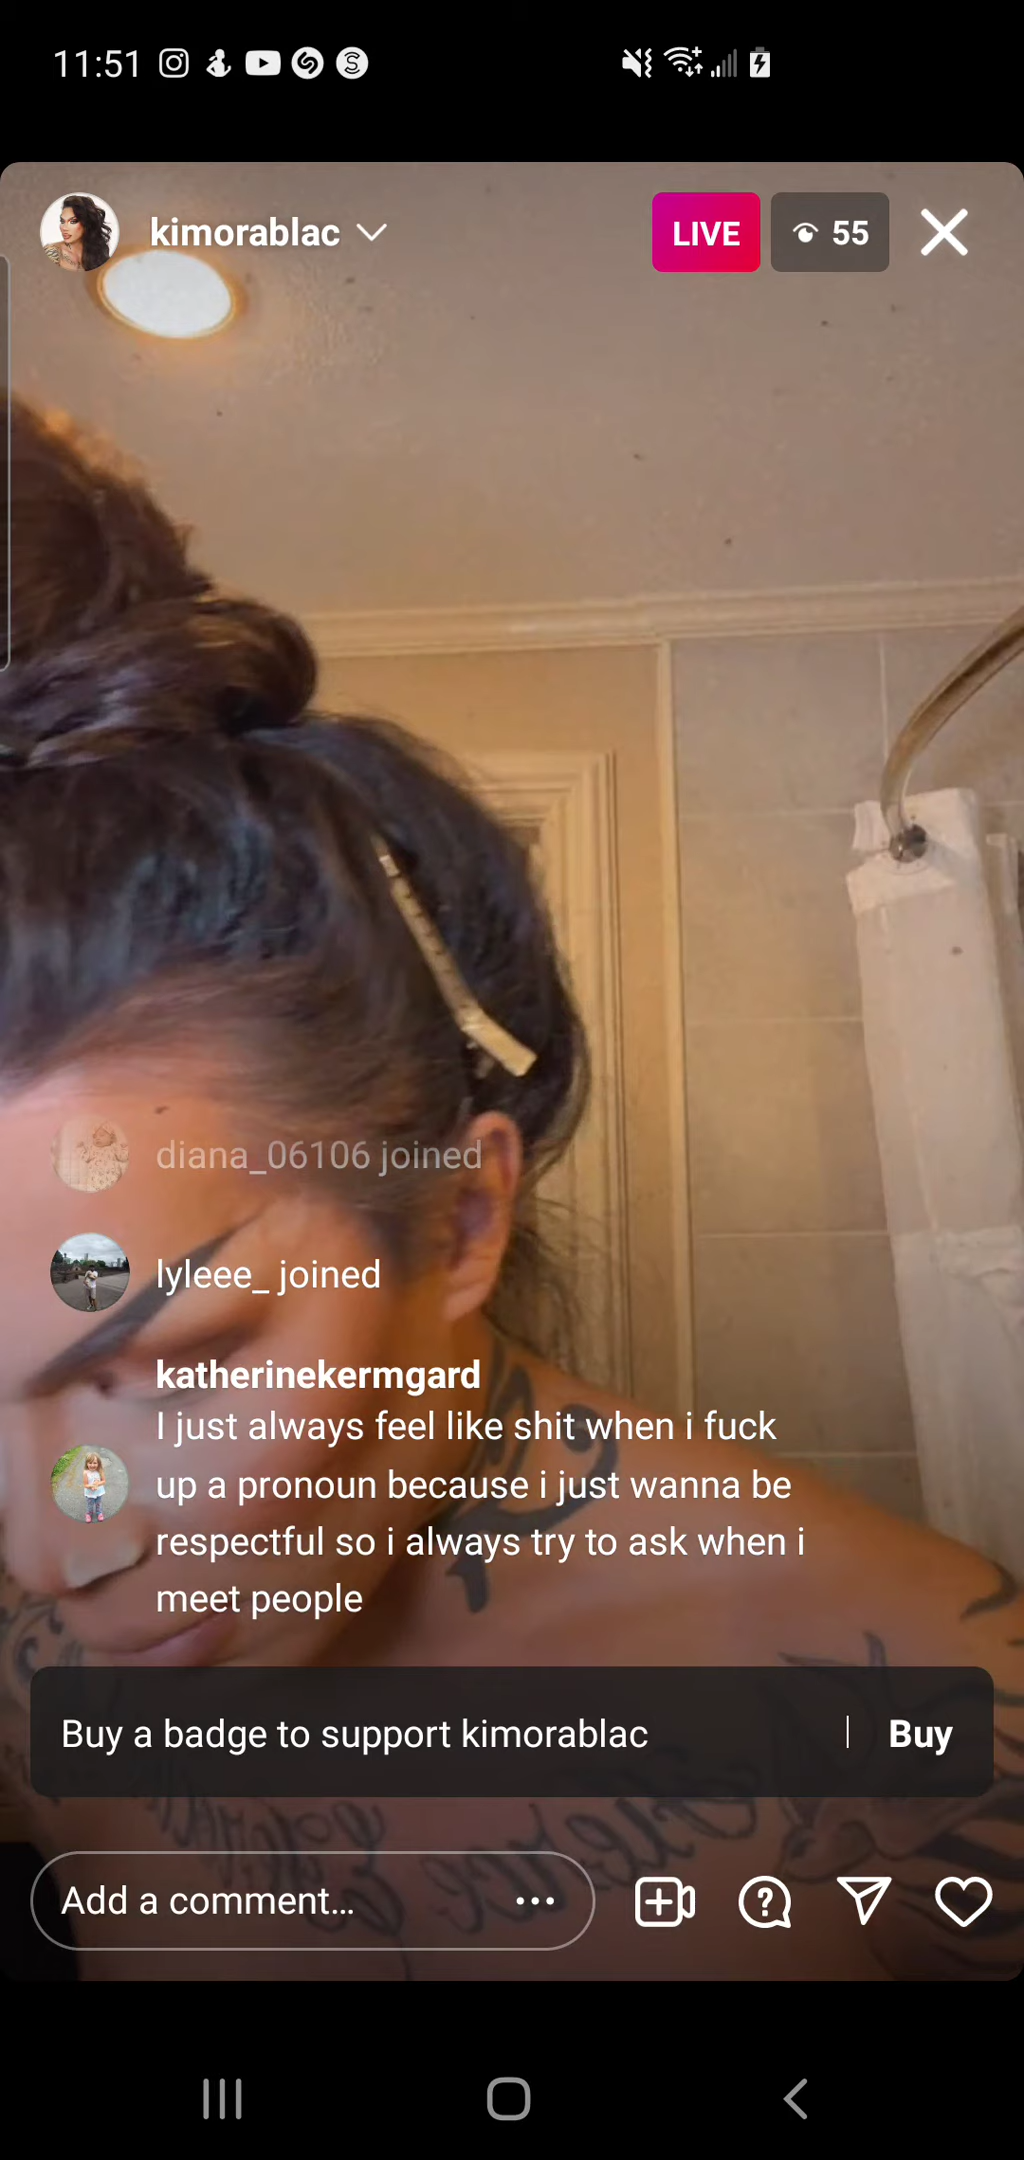 11:51
kimorablac
LIVE
55
diana_06106 joined
lyleee_ joined
katherinekermgard
I just always feel like shit when i fuck
up a pronoun because i just wanna be
respectful so i always try to ask when i
meet people
Buy a badge to support kimorablac
Buy
Add a comment...